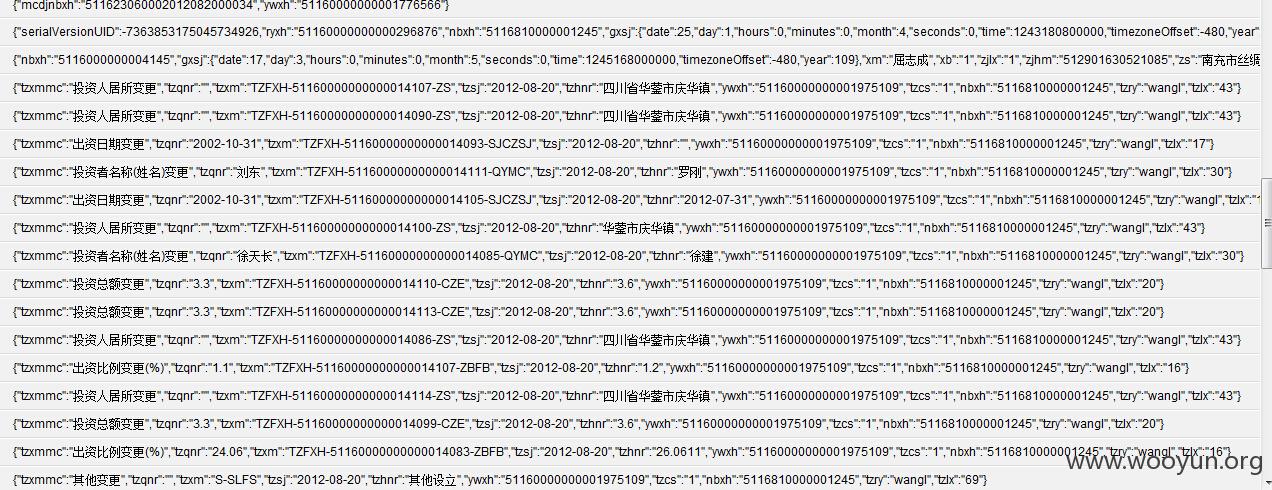 {"mcdjnbxh":"5116230600002012082000034","ywxh":"51160000000001776566"}
{"serialVersionUID":-7363853175045734926,"ryxh":"51160000000000296876","nbxh":"5116810000001245","gxsj":{"date":25,"day":1,"hours":0,"minutes":0,"month":4,"seconds":0,"time":1243180800000,"timezoneOffset":-480,"year"
{"nbxh":"5116000000004145","gxsj":{"date":17,"day":3,"hours":0,"minutes":0,"month":5,"seconds":0,"time":1245168000000,"timezoneOffset":-480,"year":109},"xm":"屈志成","xb":"1","zjlx":"1","zjhm":"512901630521085","zs":"南充市丝绸
{"tzxmmc":"投资人居所变更","tzqnr":"","tzxm":"TZFXH-51160000000000014107-ZS","tzsj":"2012-08-20","tzhnr":"四川省华蓥市庆华镇","ywxh":"51160000000001975109","tzcs":"1","nbxh":"5116810000001245","tzry":"wangl","tzlx":"43"}
{"tzxmmc":"投资人居所变更","tzqnr":"","tzxm":"TZFXH-51160000000000014090-ZS","tzsj":"2012-08-20","tzhnr":"四川省华蓥市庆华镇","ywxh":"51160000000001975109","tzcs":"1","nbxh":"5116810000001245","tzry":"wangl","tzlx":"43"}
{"tzxmmc":"出资日期变更","tzqnr":"2002-10-31","tzxm":"TZFXH-51160000000000014093-SJCZSJ","tzsj":"2012-08-20","tzhnr":"","ywxh":"51160000000001975109","tzcs":"1","nbxh":"5116810000001245","tzry":"wangl","tzlx":"17"}
{"tzxmmc":"投资者名称(姓名)变更","tzqnr":"刘东","tzxm":"TZFXH-51160000000000014111-QYMC","tzsj":"2012-08-20","tzhnr":"罗刚","ywxh":"51160000000001975109","tzcs":"1","nbxh":"5116810000001245","tzry":"wangl","tzlx":"30"}
{"tzxmmc":"出资日期变更","tzqnr":"2002-10-31","tzxm":"TZFXH-51160000000000014105-SJCZSJ","tzsj":"2012-08-20","tzhnr":"2012-07-31","ywxh":"51160000000001975109","tzcs":"1","nbxh":"5116810000001245","tzry":"wangl","tzlx":"1
{"tzxmmc":"投资人居所变更","tzqnr":"","tzxm":"TZFXH-51160000000000014100-ZS","tzsj":"2012-08-20","tzhnr":"华蓥市庆华镇","ywxh":"51160000000001975109","tzcs":"1","nbxh":"5116810000001245","tzry":"wangl","tzlx":"43"}
{"tzxmmc":"投资者名称(姓名)变更","tzqnr":"徐天长","tzxm":"TZFXH-51160000000000014085-QYMC","tzsj":"2012-08-20","tzhnr":"徐建","ywxh":"51160000000001975109","tzcs":"1","nbxh":"5116810000001245","tzry":"wangl","tzlx":"30"}
{"tzxmmc":"投资总额变更","tzqnr":"3.3","tzxm":"TZFXH-51160000000000014110-CZE","tzsj":"2012-08-20","tzhnr":"3.6","ywxh":"51160000000001975109","tzcs":"1","nbxh":"5116810000001245","tzry":"wangl","tzlx":"20"}
{"tzxmmc":"投资总额变更","tzqnr":"3.3","tzxm":"TZFXH-51160000000000014113-CZE","tzsj":"2012-08-20","tzhnr":"3.6","ywxh":"51160000000001975109","tzcs":"1","nbxh":"5116810000001245","tzry":"wangl","tzlx":"20"}
{"tzxmmc":"投资人居所变更","tzqnr":"","tzxm":"TZFXH-51160000000000014086-ZS","tzsj":"2012-08-20","tzhnr":"四川省华蓥市庆华镇","ywxh":"51160000000001975109","tzcs":"1","nbxh":"5116810000001245","tzry":"wangl","tzlx":"43"}
{"tzxmmc":"出资比例变更(%)","tzqnr":"1.1","tzxm":"TZFXH-51160000000000014107-ZBFB","tzsj":"2012-08-20","tzhnr":"1.2","ywxh":"51160000000001975109","tzcs":"1","nbxh":"5116810000001245","tzry":"wangl","tzlx":"16"}
{"tzxmmc":"投资人居所变更","tzqnr":"","tzxm":"TZFXH-51160000000000014114-ZS","tzsj":"2012-08-20","tzhnr":"四川省华蓥市庆华镇","ywxh":"51160000000001975109","tzcs":"1","nbxh":"5116810000001245","tzry":"wangl","tzlx":"43"}
{"tzxmmc":"投资总额变更","tzqnr":"3.3","tzxm":"TZFXH-51160000000000014099-CZE","tzsj":"2012-08-20","tzhnr":"3.6","ywxh":"51160000000001975109","tzcs":"1","nbxh":"5116810000001245","tzry":"wangl","tzlx":"20"}
{"tzxmmc":"出资比例变更(%)","tzqnr":"24.06","tzxm":"TZFXH-51160000000000014083-ZBFB","tzsj":"2012-08-20","tzhnr":"26.0611","ywxh":"51160000000001975109","tzcs":"1","nbxh":"5116810000001245","tzry":"wangl","tzlx":"16"}
www.wooyun.org
{"tzxmmc":"其他变更","tzqnr":"","tzxm":"S-SLFS","tzsj":"2012-08-20","tzhnr":"其他设立","ywxh":"51160000000001975109","tzcs":"1","nbxh":"5116810000001245","tzry":"wangl","tzlx":"69"}